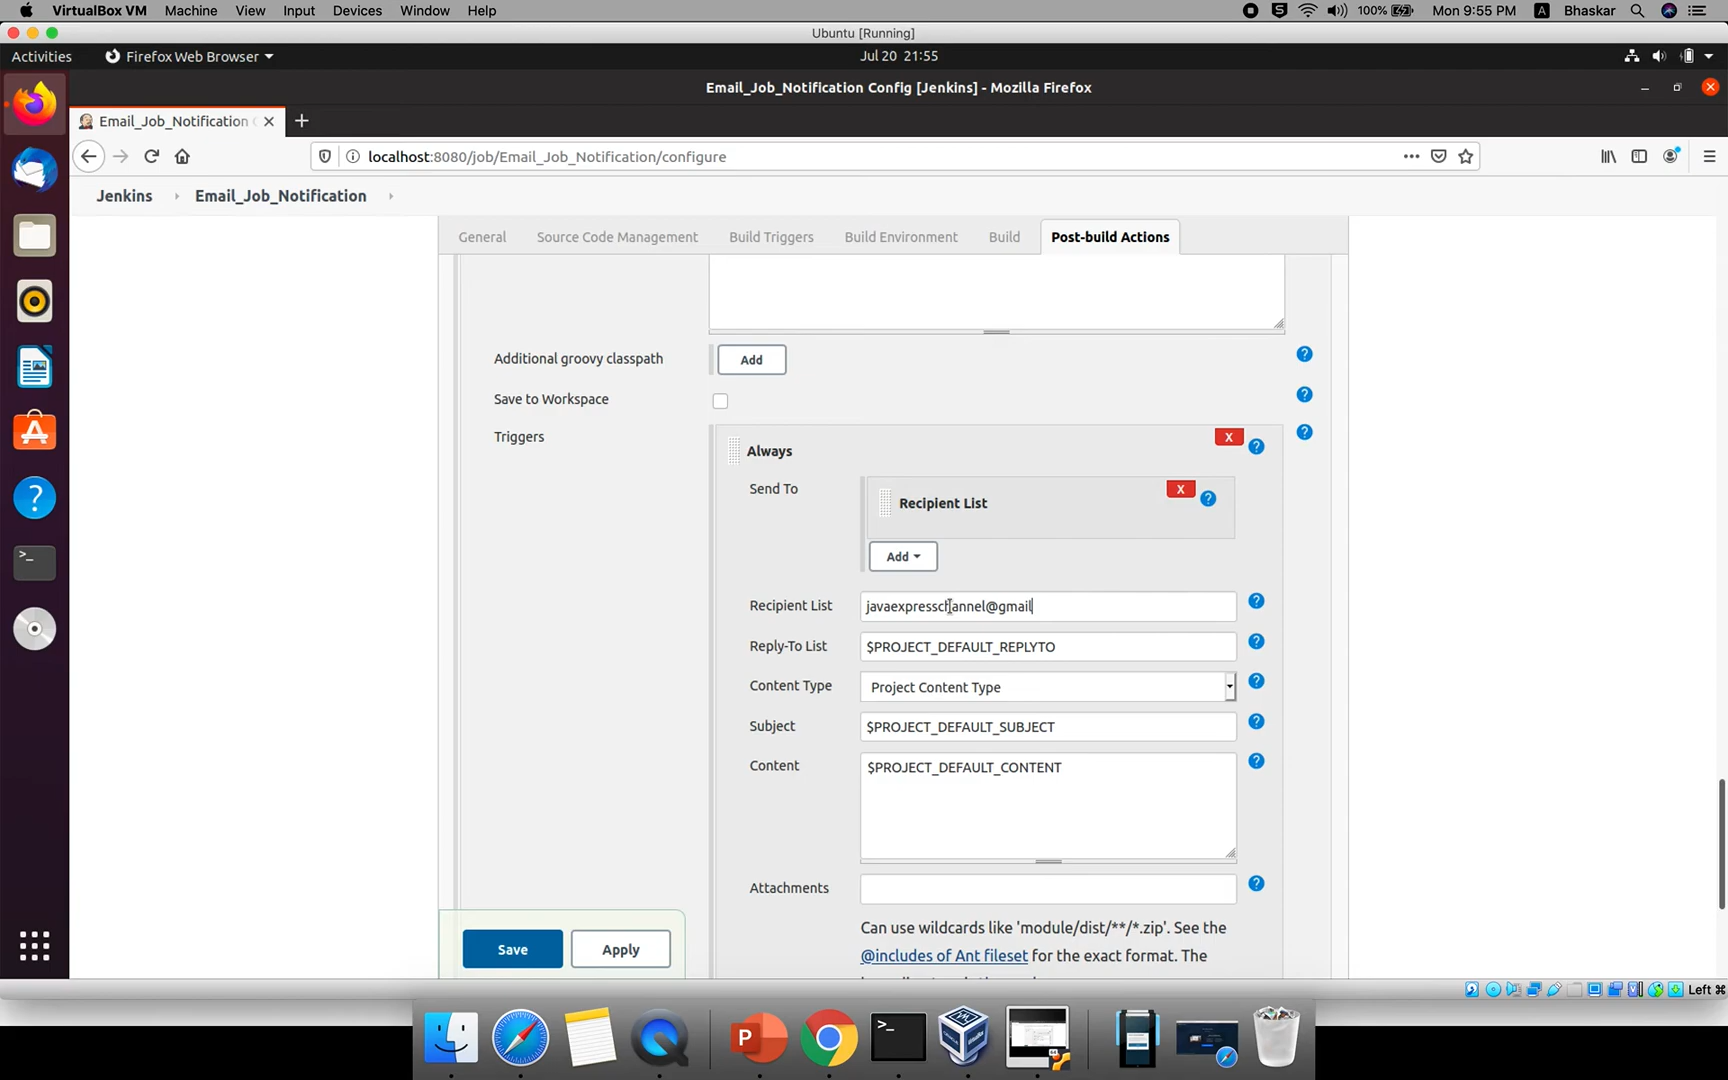 VirtualBox VM Machine View Input Devices Window Help
S 100% Mon 9:55 PM A Bhaskar
Ubuntu [Running]
Activities Firefox Web Browser Jul 20 21:55
Email_Job_Notification Config [Jenkins] - Mozilla Firefox
Email_Job_Notification
localhost:8080/job/Email_Job_Notification/configure
Jenkins Email_Job_Notification
General Source Code Management Build Triggers Build Environment Build Post-build Actions
Additional groovy classpath Add ?
Save to Workspace ?
Triggers X ? ?
Always
Send To X ?
Recipient List
Add
Recipient List javaexpresschannel@gmail ?
Reply-To List $PROJECT_DEFAULT_REPLYTO ?
Content Type Project Content Type ?
Subject $PROJECT_DEFAULT_SUBJECT ?
Content $PROJECT_DEFAULT_CONTENT ?
Attachments ?
Can use wildcards like 'module/dist/**/*.zip'. See the
@includes of Ant fileset for the exact format. The
Save Apply
Left ⌘